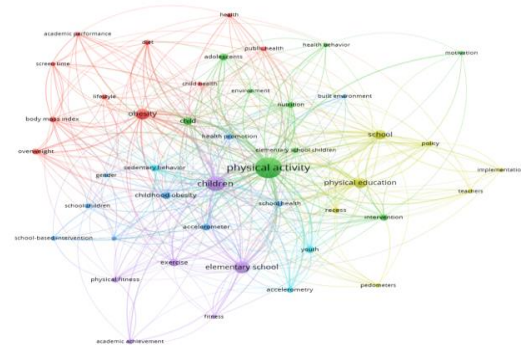 health
academic performance
diet
public health
health behavior
adolescents
motivation
screen time
child health
environment
lifestyle
built environment
nutrition
obesity
body mass index
child
health promotion
school
elementary school children
policy
overweight
sedentary behavior
physical activity
implementation
gender
children
physical education
teachers
childhood obesity
school children
school health
recess
intervention
accelerometer
school-based intervention
youth
exercise
elementary school
physical fitness
accelerometry
pedometers
fitness
academic achievement